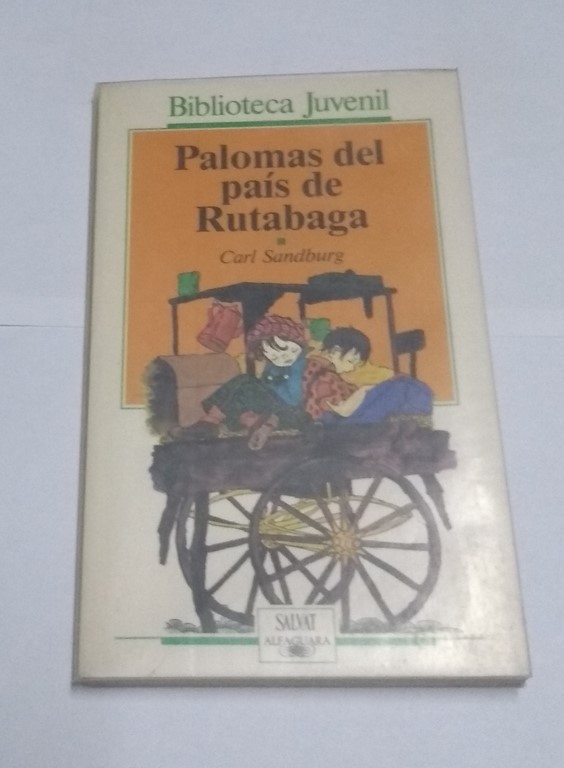 Biblioteca Juvenil
Palomas del
país de
Rutabaga
Carl Sandburg
SALVAT
ALFAGUARA